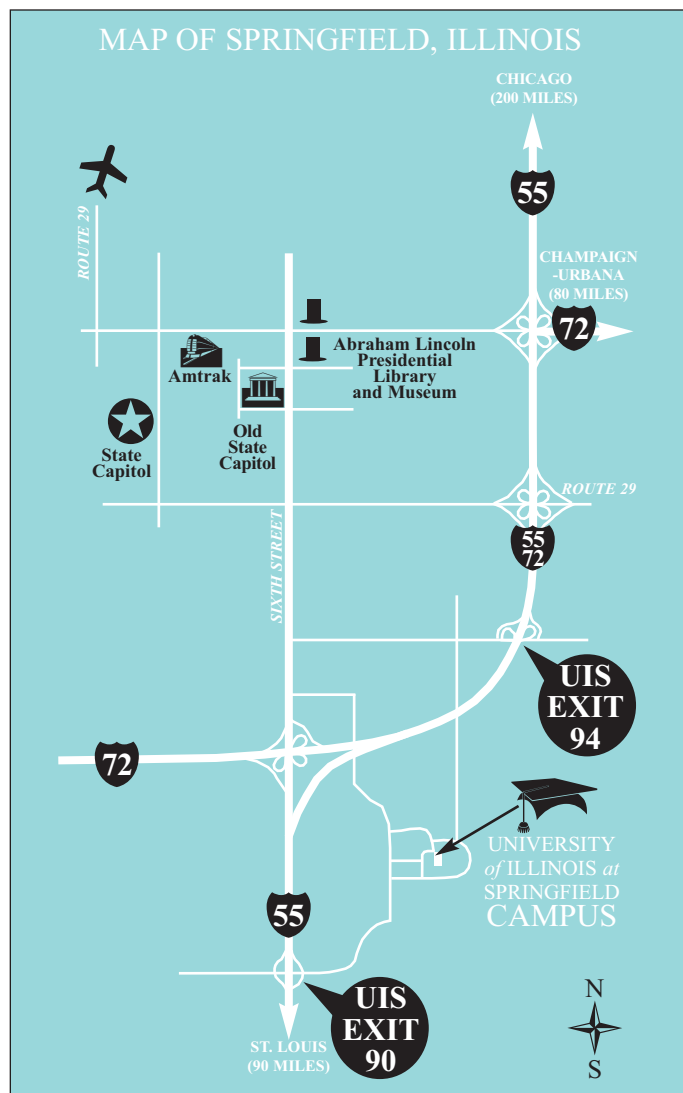 MAP OF SPRINGFIELD, ILLINOIS
CHICAGO
(200 MILES)
55
ROUTE 29
CHAMPAIGN
-URBANA
(80 MILES)
72
Abraham Lincoln
Presidential
Library
and Museum
Amtrak
Old
State
Capitol
State
Capitol
ROUTE 29
55
72
SIXTH STREET
UIS
EXIT
94
72
UNIVERSITY
of ILLINOIS at
SPRINGFIELD
CAMPUS
55
UIS
EXIT
90
ST. LOUIS
(90 MILES)
N
S